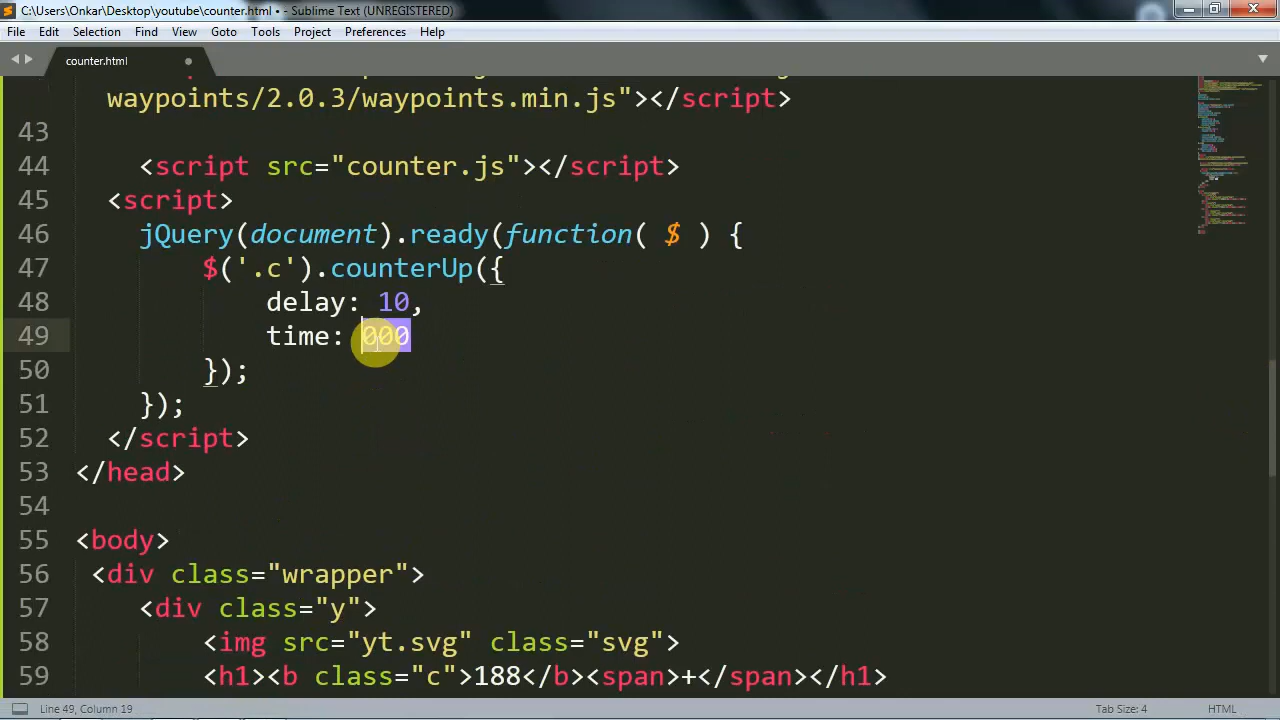 C:\Users\Onkar\Desktop\youtube\counter.html • - Sublime Text (UNREGISTERED)
File Edit Selection Find View Goto Tools Project Preferences Help
counter.html
waypoints/2.0.3/waypoints.min.js"></script>
43
44 <script src="counter.js"></script>
45 <script>
46 jQuery(document).ready(function( $ ) {
47 $('.c').counterUp({
48 delay: 10,
49 time: 000
50 });
51 });
52 </script>
53 </head>
54
55 <body>
56 <div class="wrapper">
57 <div class="y">
58 <img src="yt.svg" class="svg">
59 <h1><b class="c">188</b><span>+</span></h1>
Line 49, Column 19 Tab Size: 4 HTML